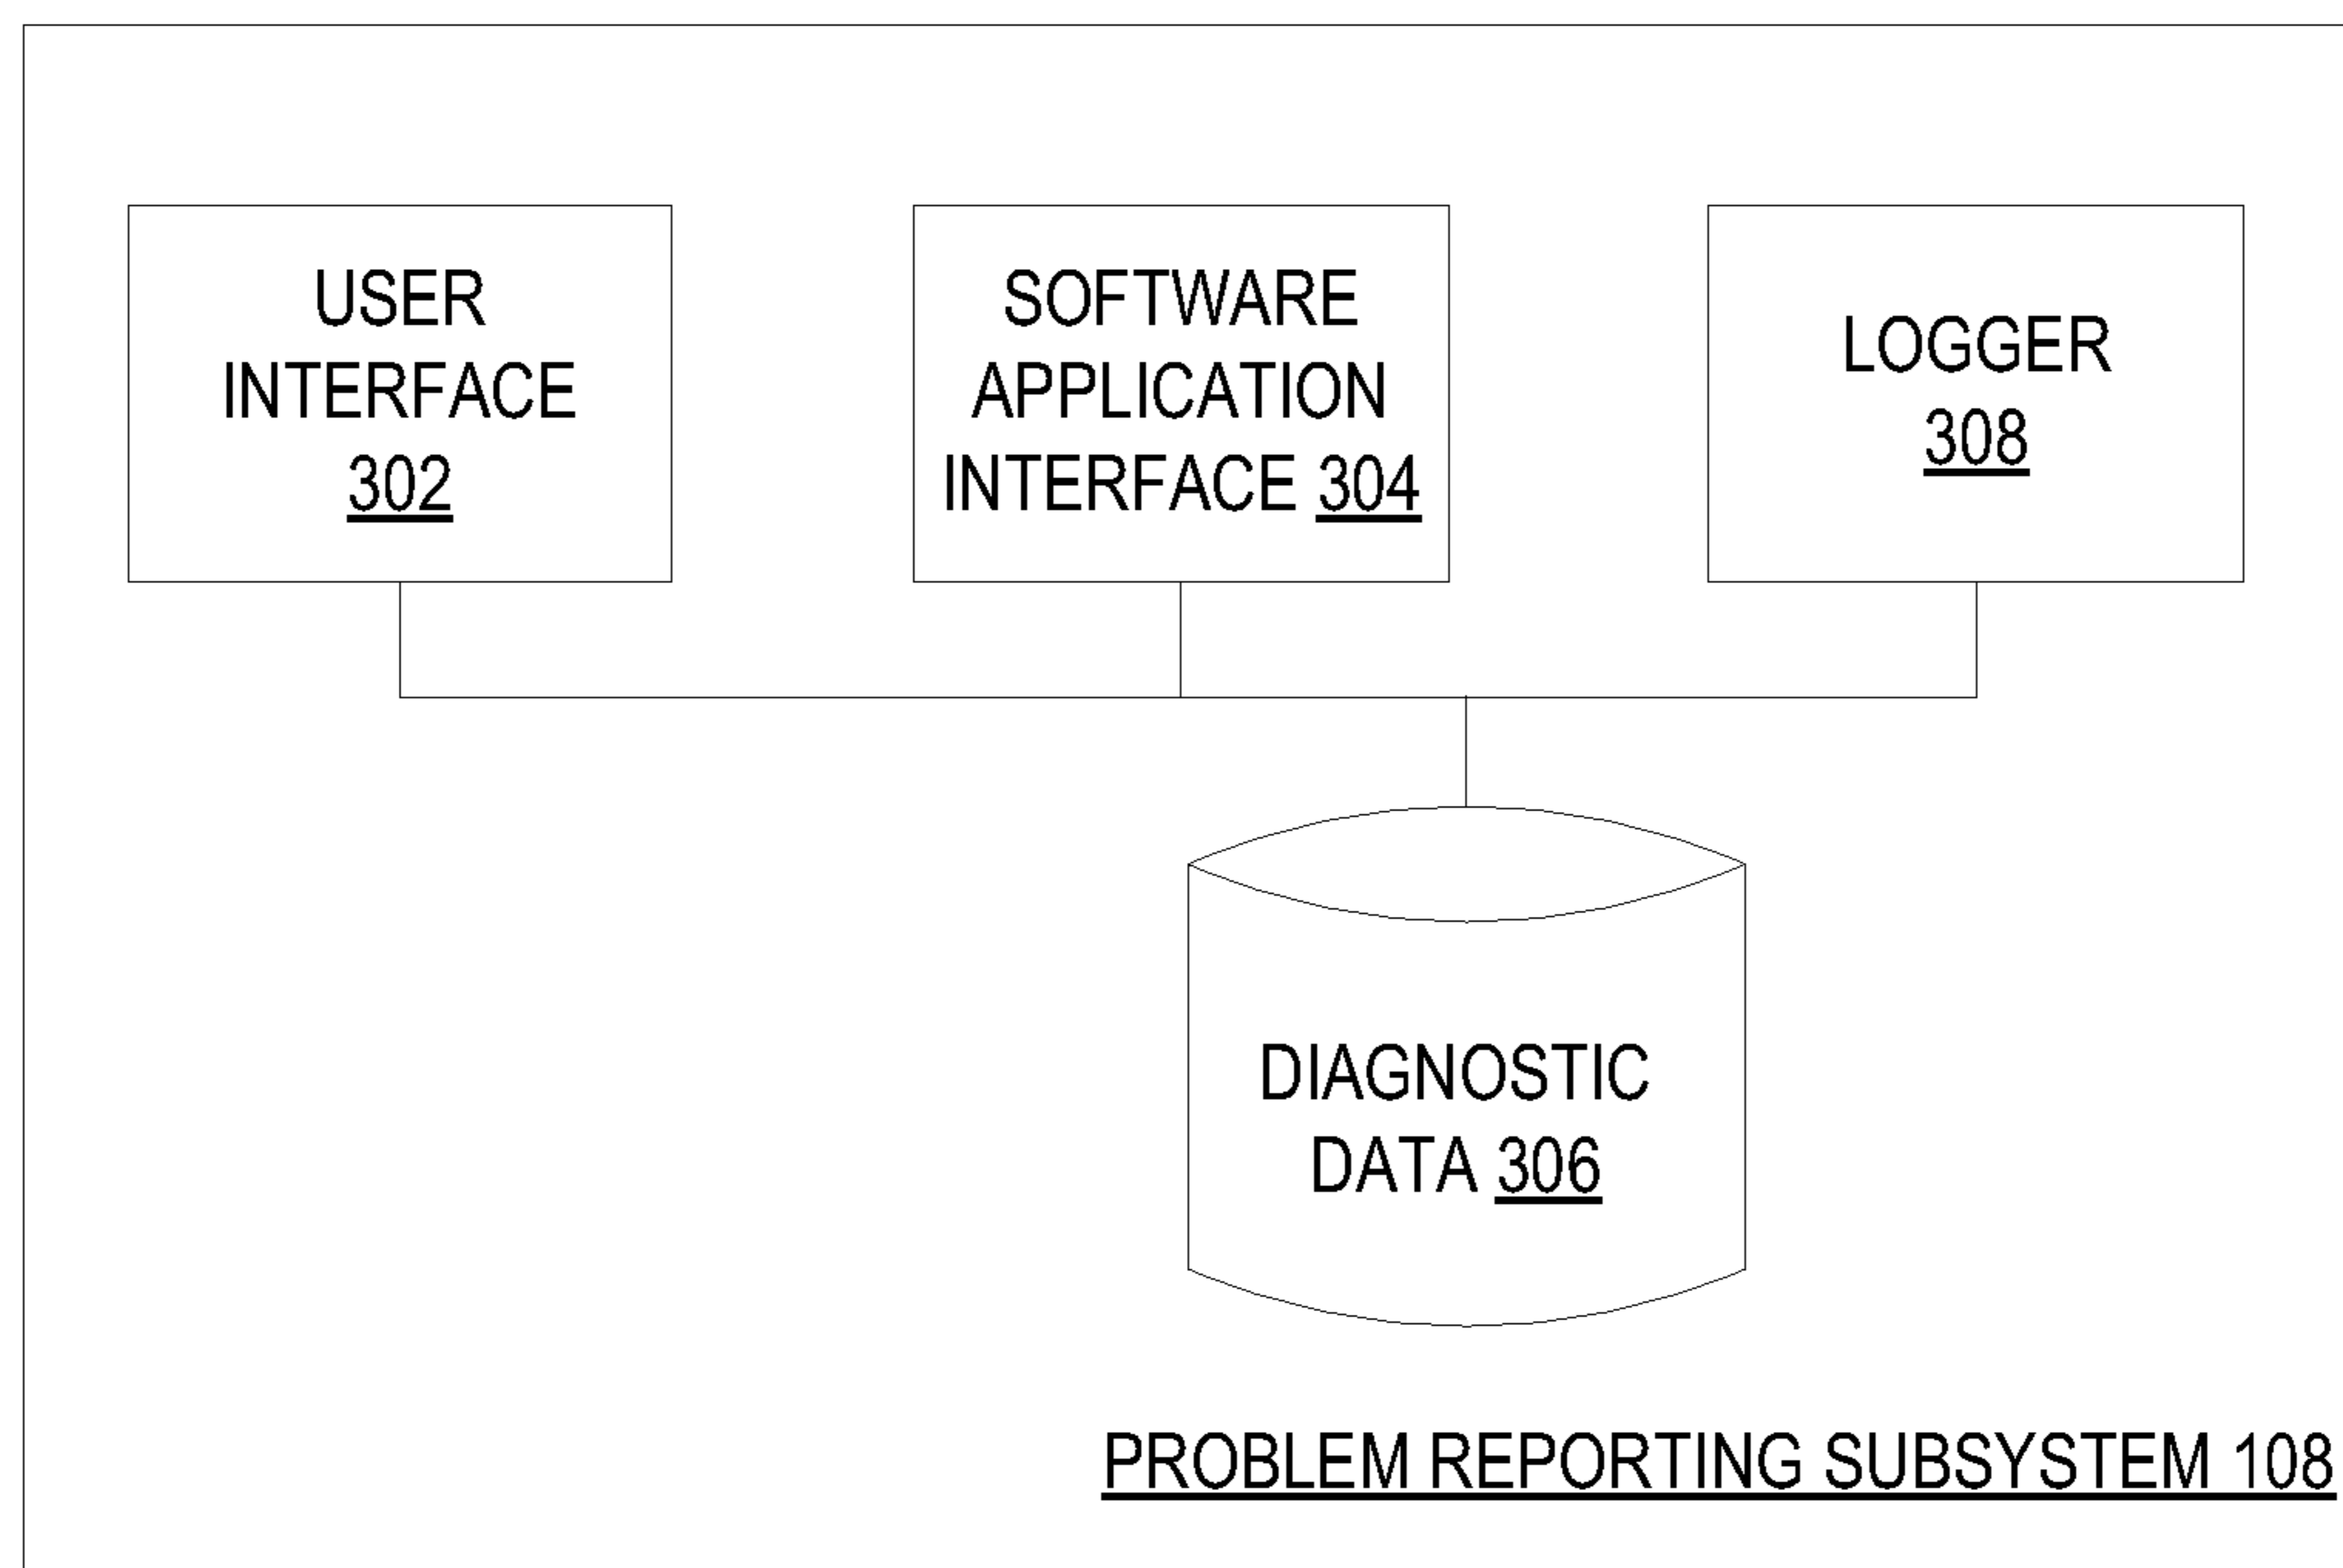 USER
INTERFACE
302
SOFTWARE
APPLICATION
INTERFACE 304
LOGGER
308
DIAGNOSTIC
DATA 306
PROBLEM REPORTING SUBSYSTEM 108